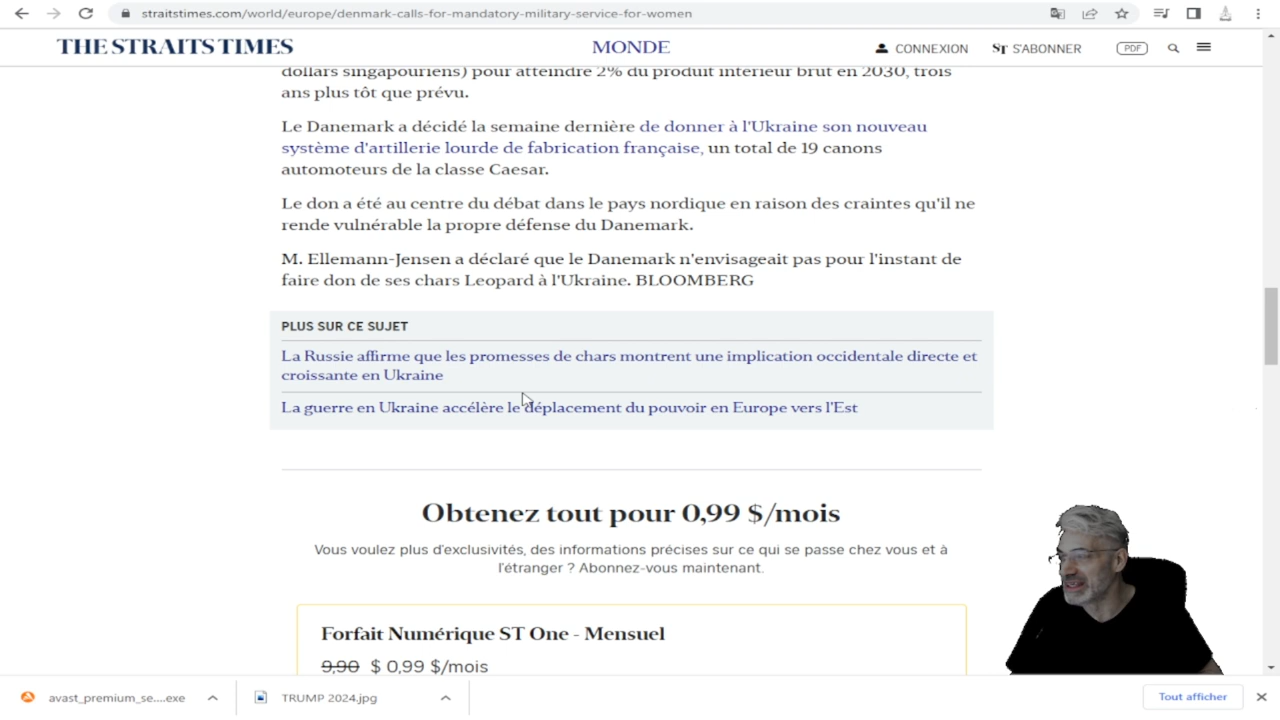 straitstimes.com/world/europe/denmark-calls-for-mandatory-military-service-for-women
THE STRAITS TIMES
MONDE
CONNEXION
ST S'ABONNER
PDF
dollars singapouriens) pour atteindre 2% du produit intérieur brut en 2030, trois
ans plus tôt que prévu.
Le Danemark a décidé la semaine dernière de donner à l'Ukraine son nouveau
système d'artillerie lourde de fabrication française, un total de 19 canons
automoteurs de la classe Caesar.
Le don a été au centre du débat dans le pays nordique en raison des craintes qu'il ne
rende vulnérable la propre défense du Danemark.
M. Ellemann-Jensen a déclaré que le Danemark n'envisageait pas pour l'instant de
faire don de ses chars Leopard à l'Ukraine. BLOOMBERG
PLUS SUR CE SUJET
La Russie affirme que les promesses de chars montrent une implication occidentale directe et
croissante en Ukraine
La guerre en Ukraine accélère le déplacement du pouvoir en Europe vers l'Est
Obtenez tout pour 0,99 $/mois
Vous voulez plus d'exclusivités, des informations précises sur ce qui se passe chez vous et à
l'étranger ? Abonnez-vous maintenant.
Forfait Numérique ST One - Mensuel
9,90 $ 0,99 $/mois
avast_premium_se....exe
TRUMP 2024.jpg
Tout afficher